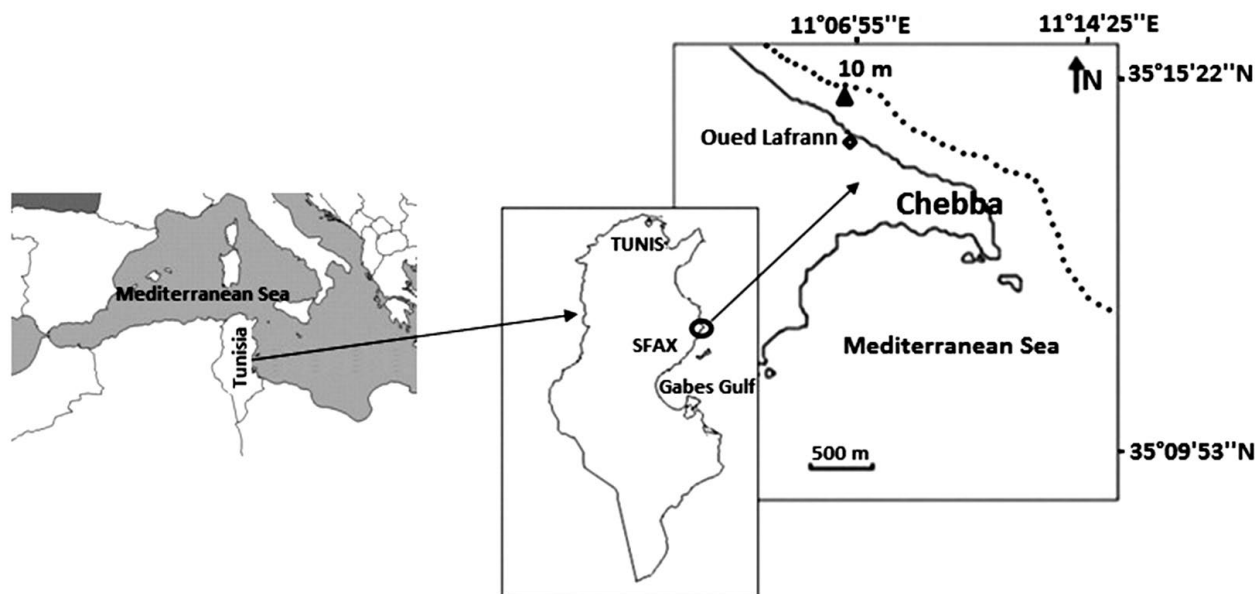 11°06'55''E
11°14'25''E
10 m
N
35°15'22''N
Oued Lafrann
Chebba
TUNIS
Mediterranean Sea
Tunisia
SFAX
Mediterranean Sea
Gabes Gulf
500 m
35°09'53''N